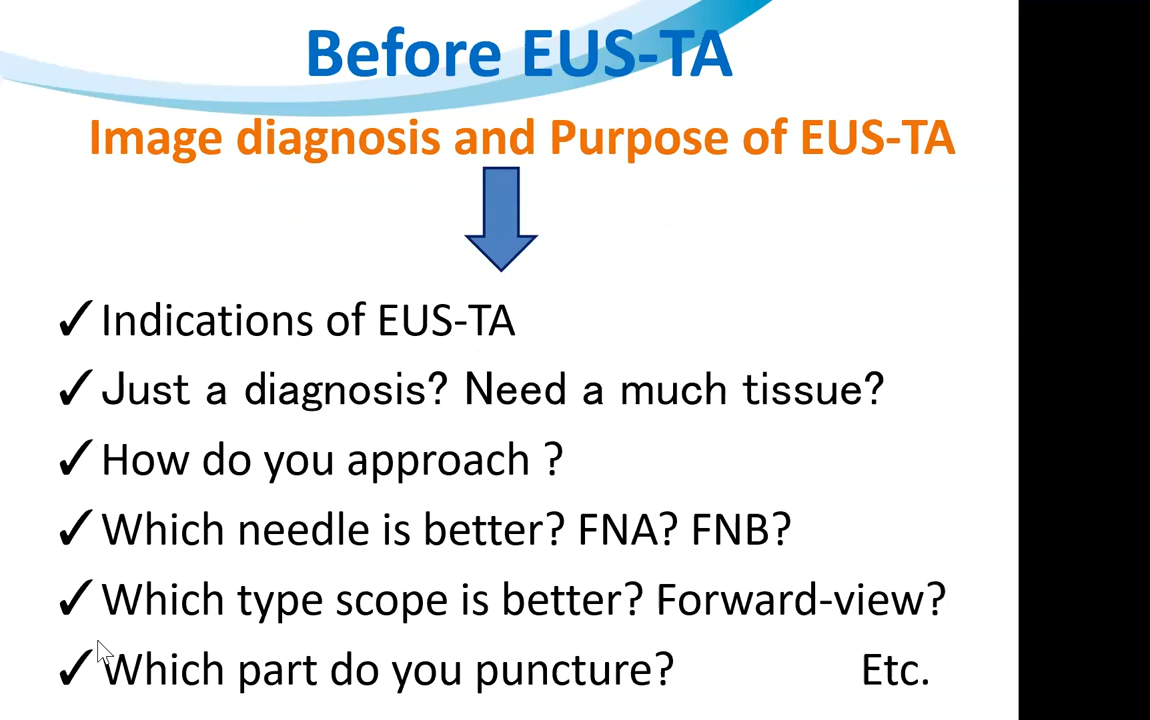 Before EUS-TA
Image diagnosis and Purpose of EUS-TA
✓Indications of EUS-TA
✓Just a diagnosis? Need a much tissue?
✓How do you approach ?
✓Which needle is better? FNA? FNB?
✓Which type scope is better? Forward-view?
✓Which part do you puncture? Etc.